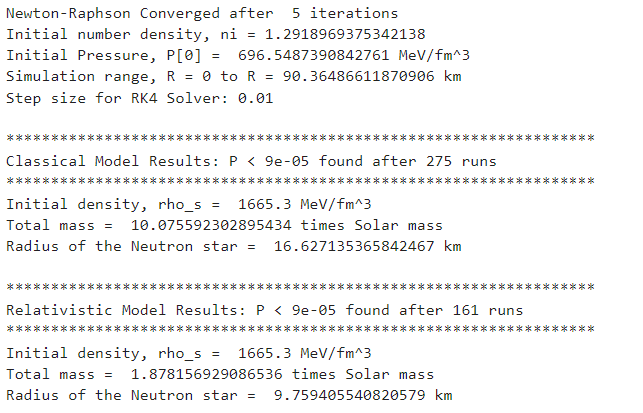 Newton-Raphson Converged after  5 iterations
Initial number density, ni = 1.2918969375342138
Initial Pressure, P[0] =  696.5487390842761 MeV/fm^3
Simulation range, R = 0 to R = 90.36486611870906 km
Step size for RK4 Solver: 0.01
******************************************************************
Classical Model Results: P < 9e-05 found after 275 runs
******************************************************************
Initial density, rho_s =  1665.3 MeV/fm^3
Total mass =  10.075592302895434 times Solar mass
Radius of the Neutron star =  16.627135365842467 km
******************************************************************
Relativistic Model Results: P < 9e-05 found after 161 runs
******************************************************************
Initial density, rho_s =  1665.3 MeV/fm^3
Total mass =  1.878156929086536 times Solar mass
Radius of the Neutron star =  9.759405540820579 km